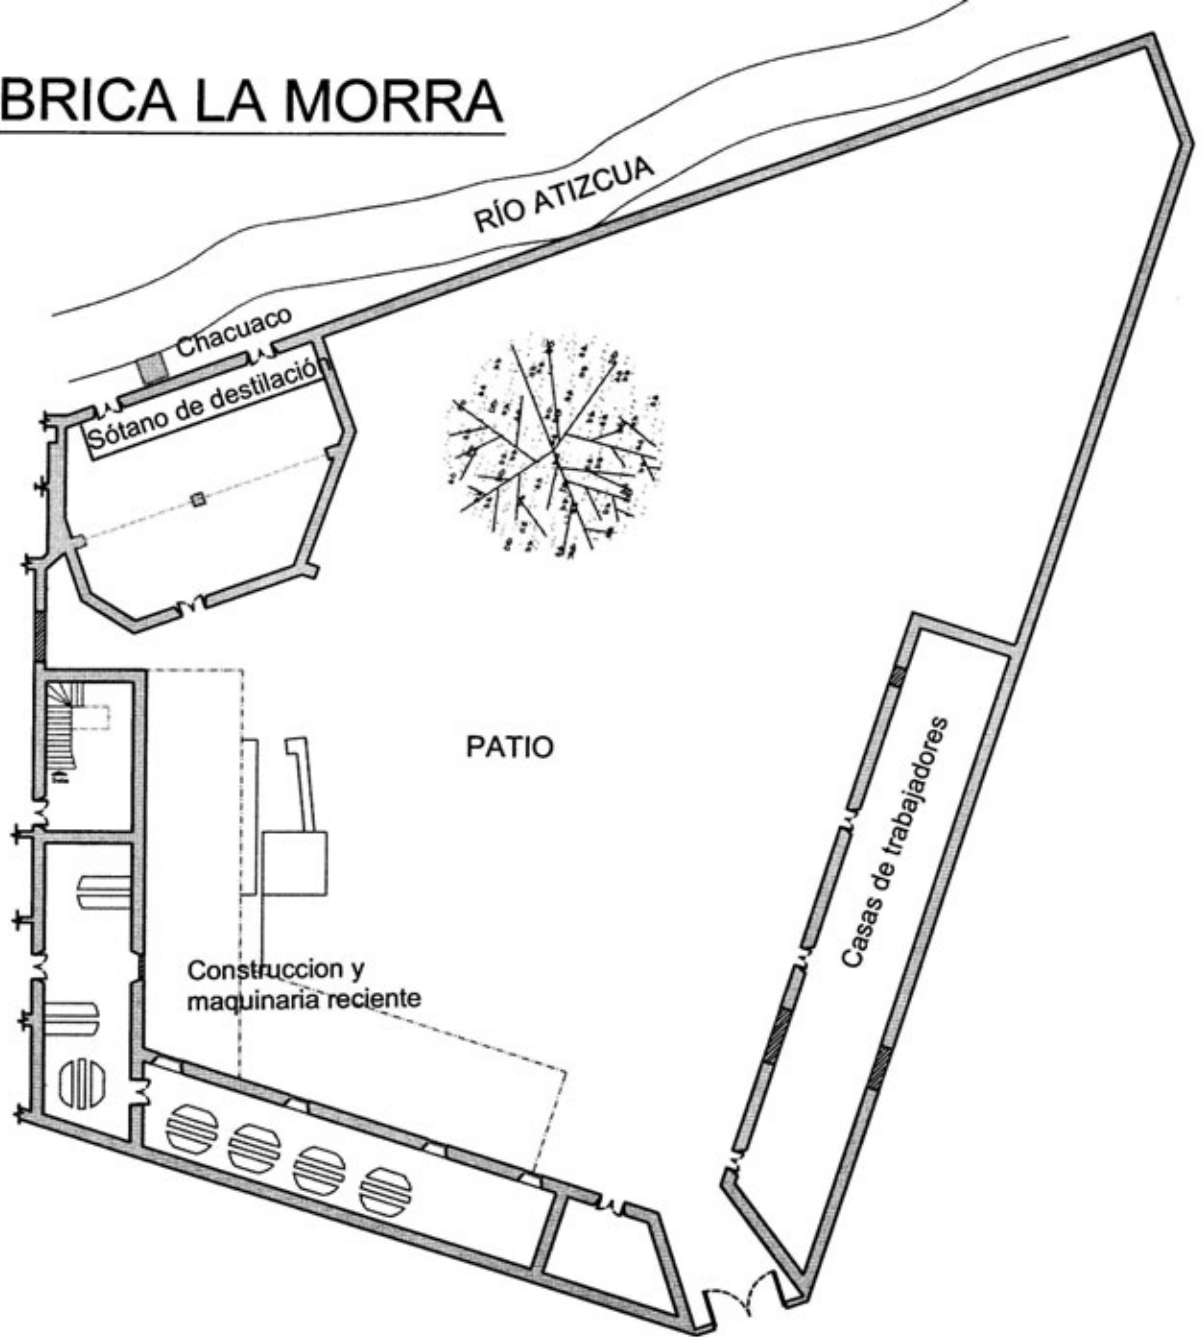 BRICA LA MORRA
RÍO ATIZCUA
Chacuaco
Sótano de destilación
PATIO
Casas de trabajadores
Construccion y
maquinaria reciente